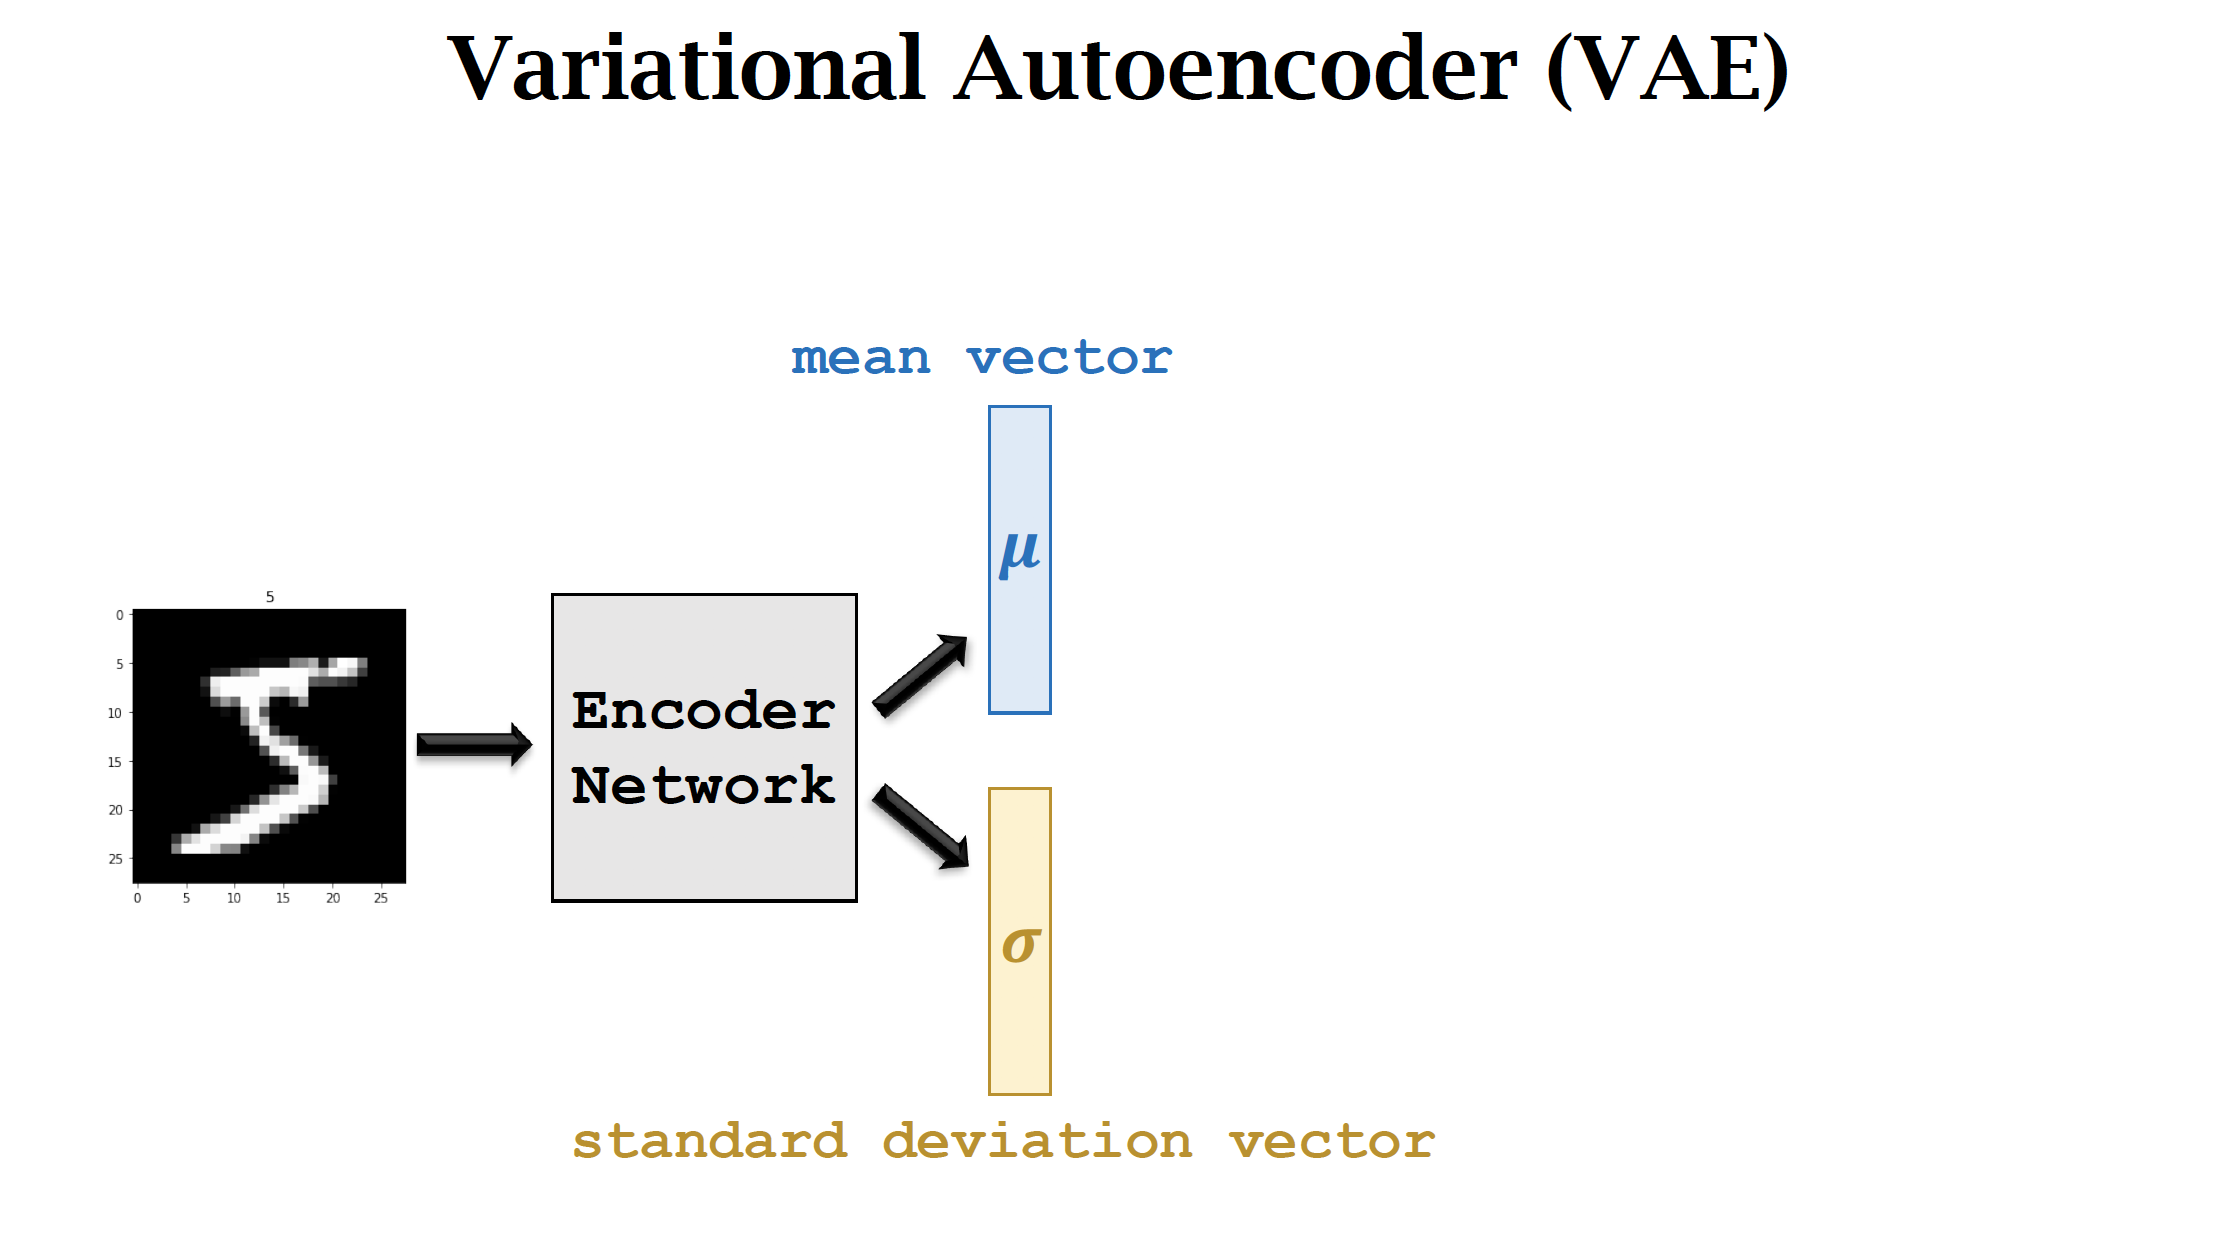 Variational Autoencoder (VAE)
mean vector
μ
5
0
5
10
15
20
25
0 5 10 15 20 25
Encoder
Network
σ
standard deviation vector